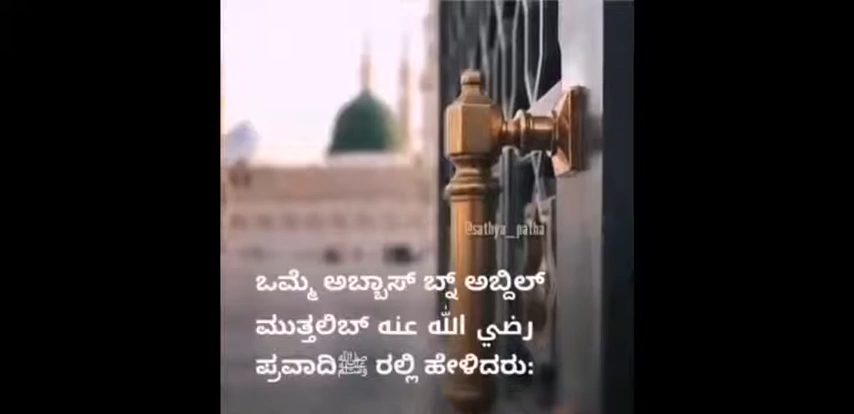 @sathya_patha
ಒಮ್ಮೆ ಅಬ್ಬಾಸ್ ಬ್ನ್ ಅಬ್ದಿಲ್
ಮುತ್ತಲಿಬ್ رضي الله عنه
ಪ್ರವಾದಿﷺ ರಲ್ಲಿ ಹೇಳಿದರು: